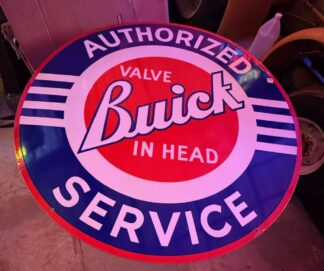 AUTHORIZED
VALVE
Buick
IN HEAD
SERVICE